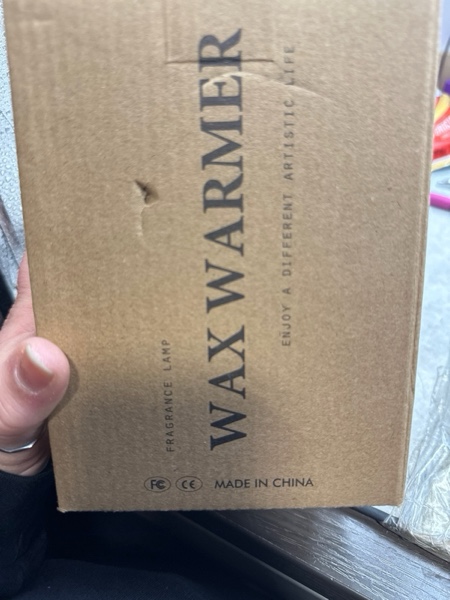 FRAGRANCE LAMP
WAX WARMER
ENJOY A DIFFERENT ARTISTIC LIFE
FC CE MADE IN CHINA